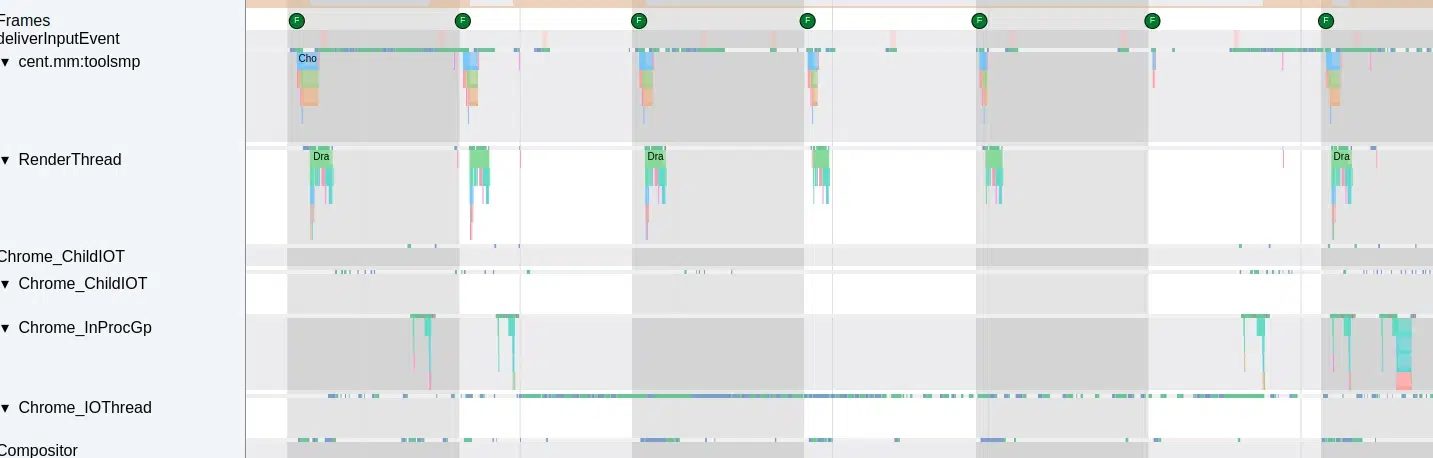 Frames
F F F F F F F
deliverInputEvent
▼ cent.mm:toolsmp
Cho
▼ RenderThread
Dra Dra Dra
Chrome_ChildIOT
▼ Chrome_ChildIOT
▼ Chrome_InProcGp
▼ Chrome_IOThread
Compositor